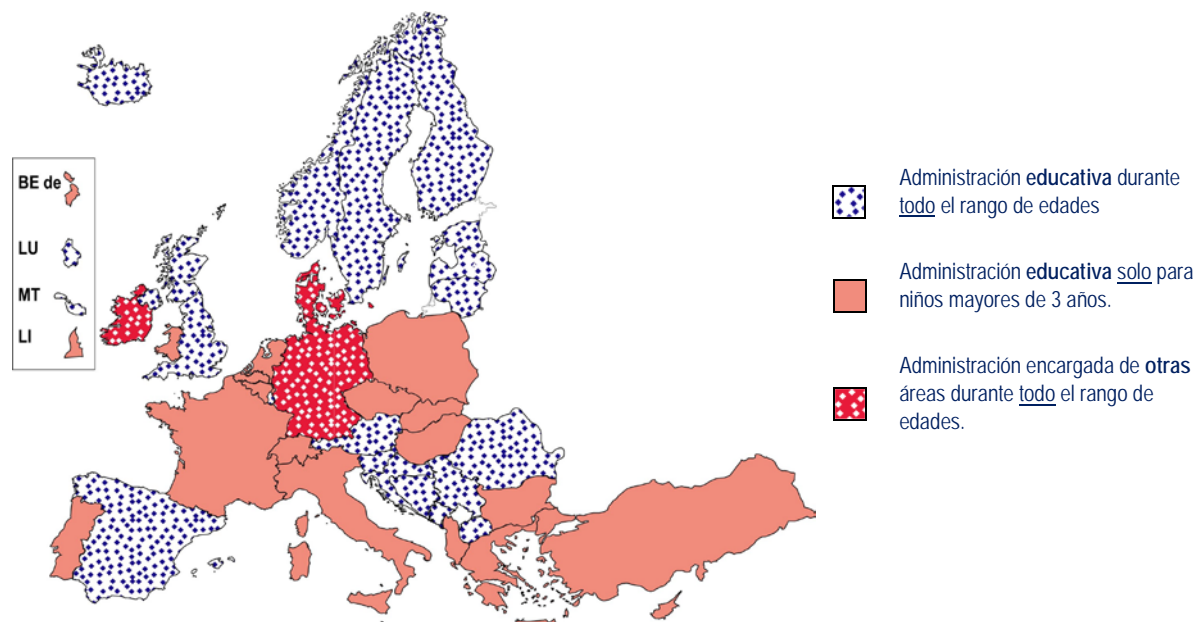 BE de
LU
MT
LI
Administración educativa durante
todo el rango de edades
Administración educativa solo para
niños mayores de 3 años.
Administración encargada de otras
áreas durante todo el rango de
edades.